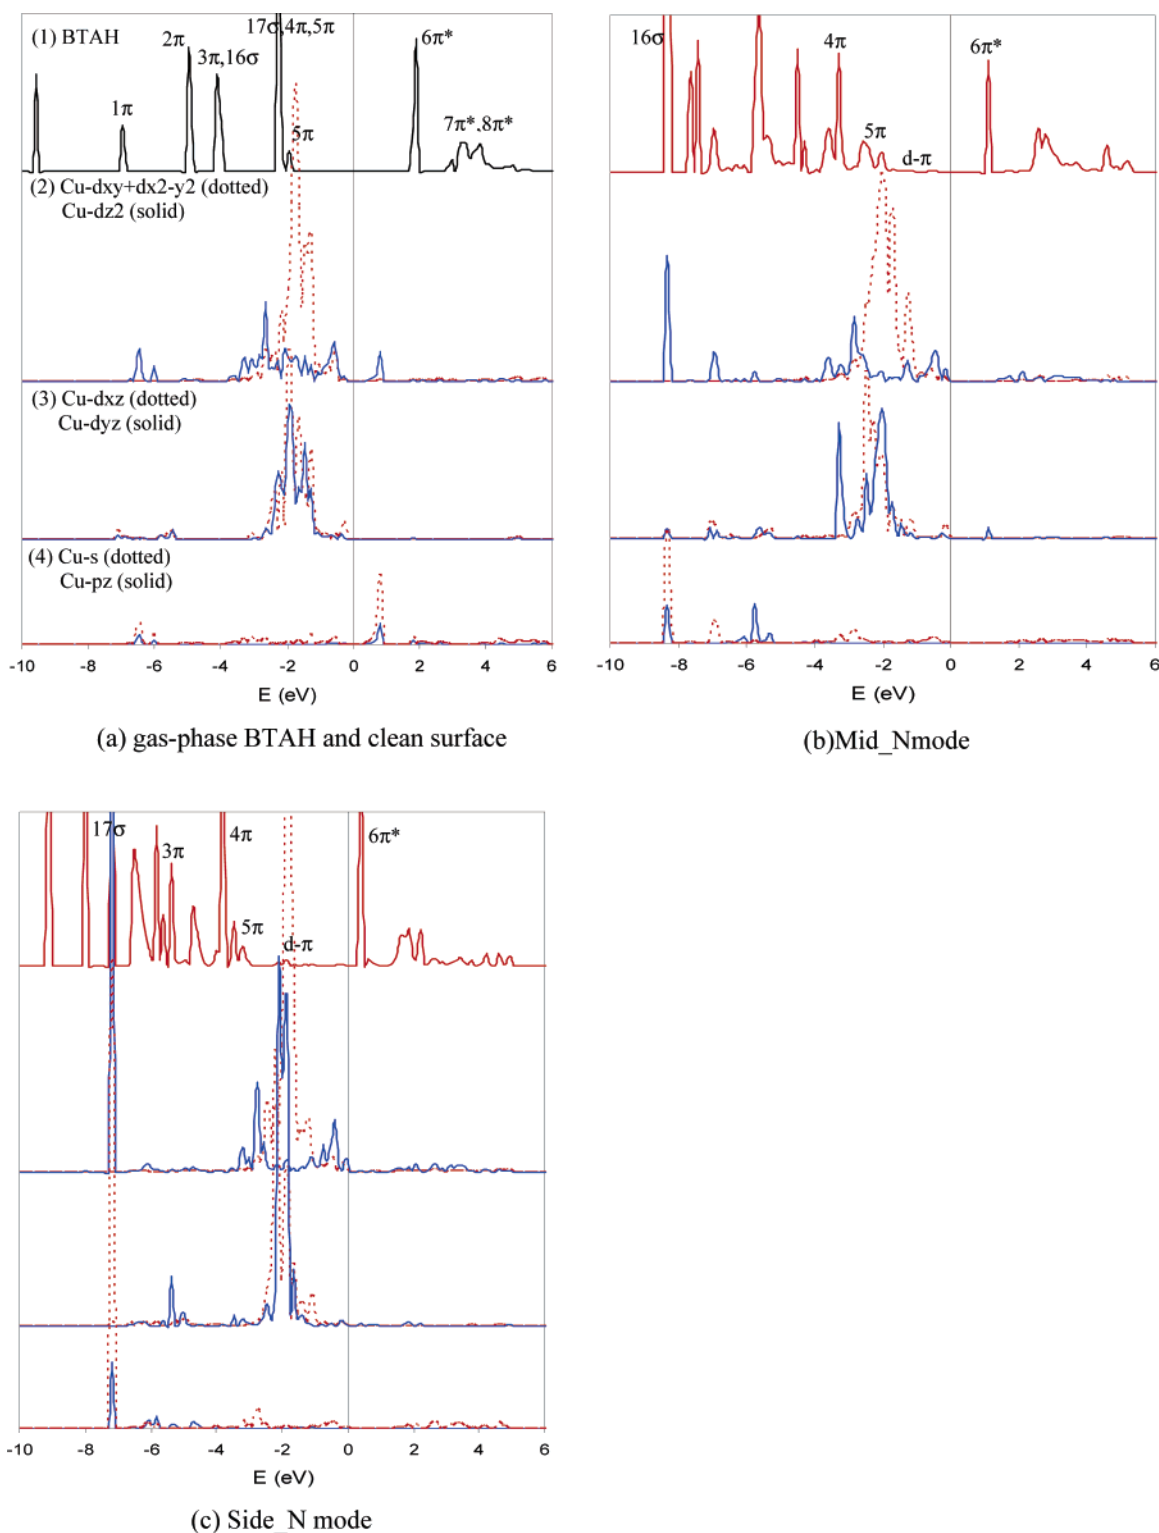 (1) BTAH
1π
2π
3π,16σ
17σ,4π,5π
5π
6π*
7π*,8π*
(2) Cu-dxy+dx2-y2 (dotted)
Cu-dz2 (solid)
(3) Cu-dxz (dotted)
Cu-dyz (solid)
(4) Cu-s (dotted)
Cu-pz (solid)
-10 -8 -6 -4 -2 0 2 4 6
E (eV)
(a) gas-phase BTAH and clean surface
16σ
4π
5π
d-π
6π*
-10 -8 -6 -4 -2 0 2 4 6
E (eV)
(b)Mid_Nmode
17σ
3π
4π
5π
d-π
6π*
-10 -8 -6 -4 -2 0 2 4 6
E (eV)
(c) Side_N mode